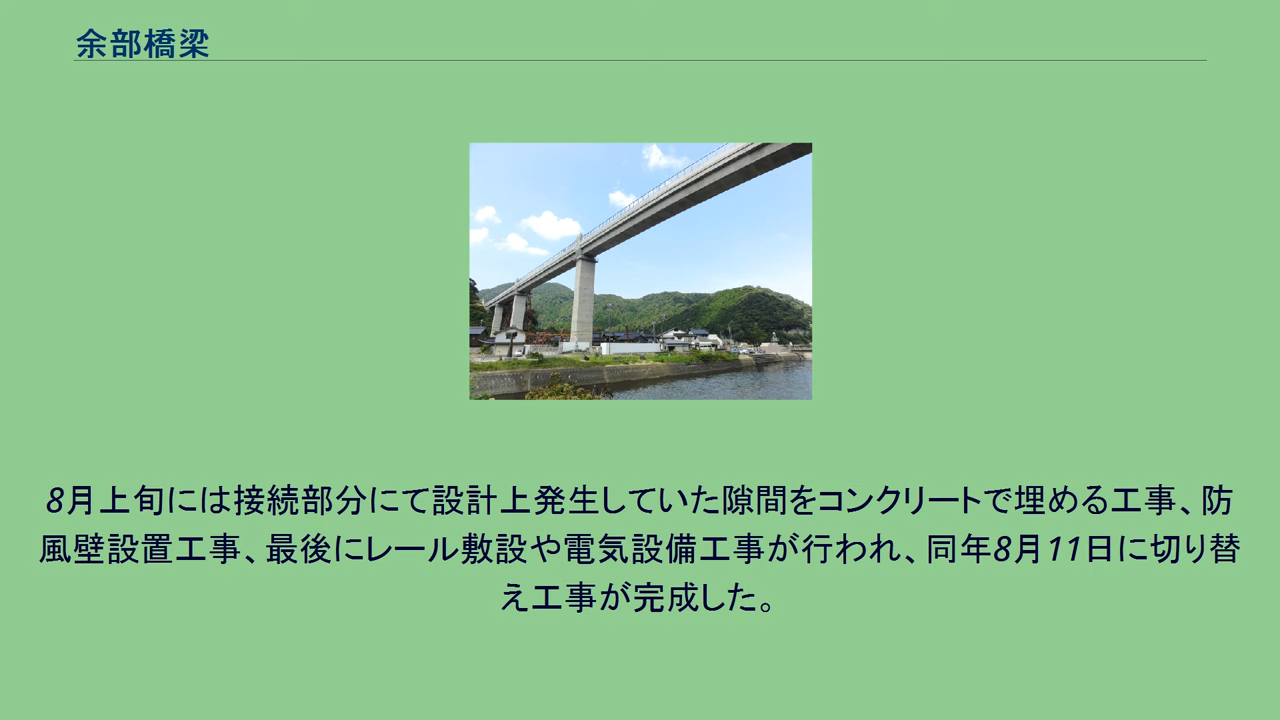 余部橋梁
8月上旬には接続部分にて設計上発生していた隙間をコンクリートで埋める工事、防
風壁設置工事、最後にレール敷設や電気設備工事が行われ、同年8月11日に切り替
え工事が完成した。